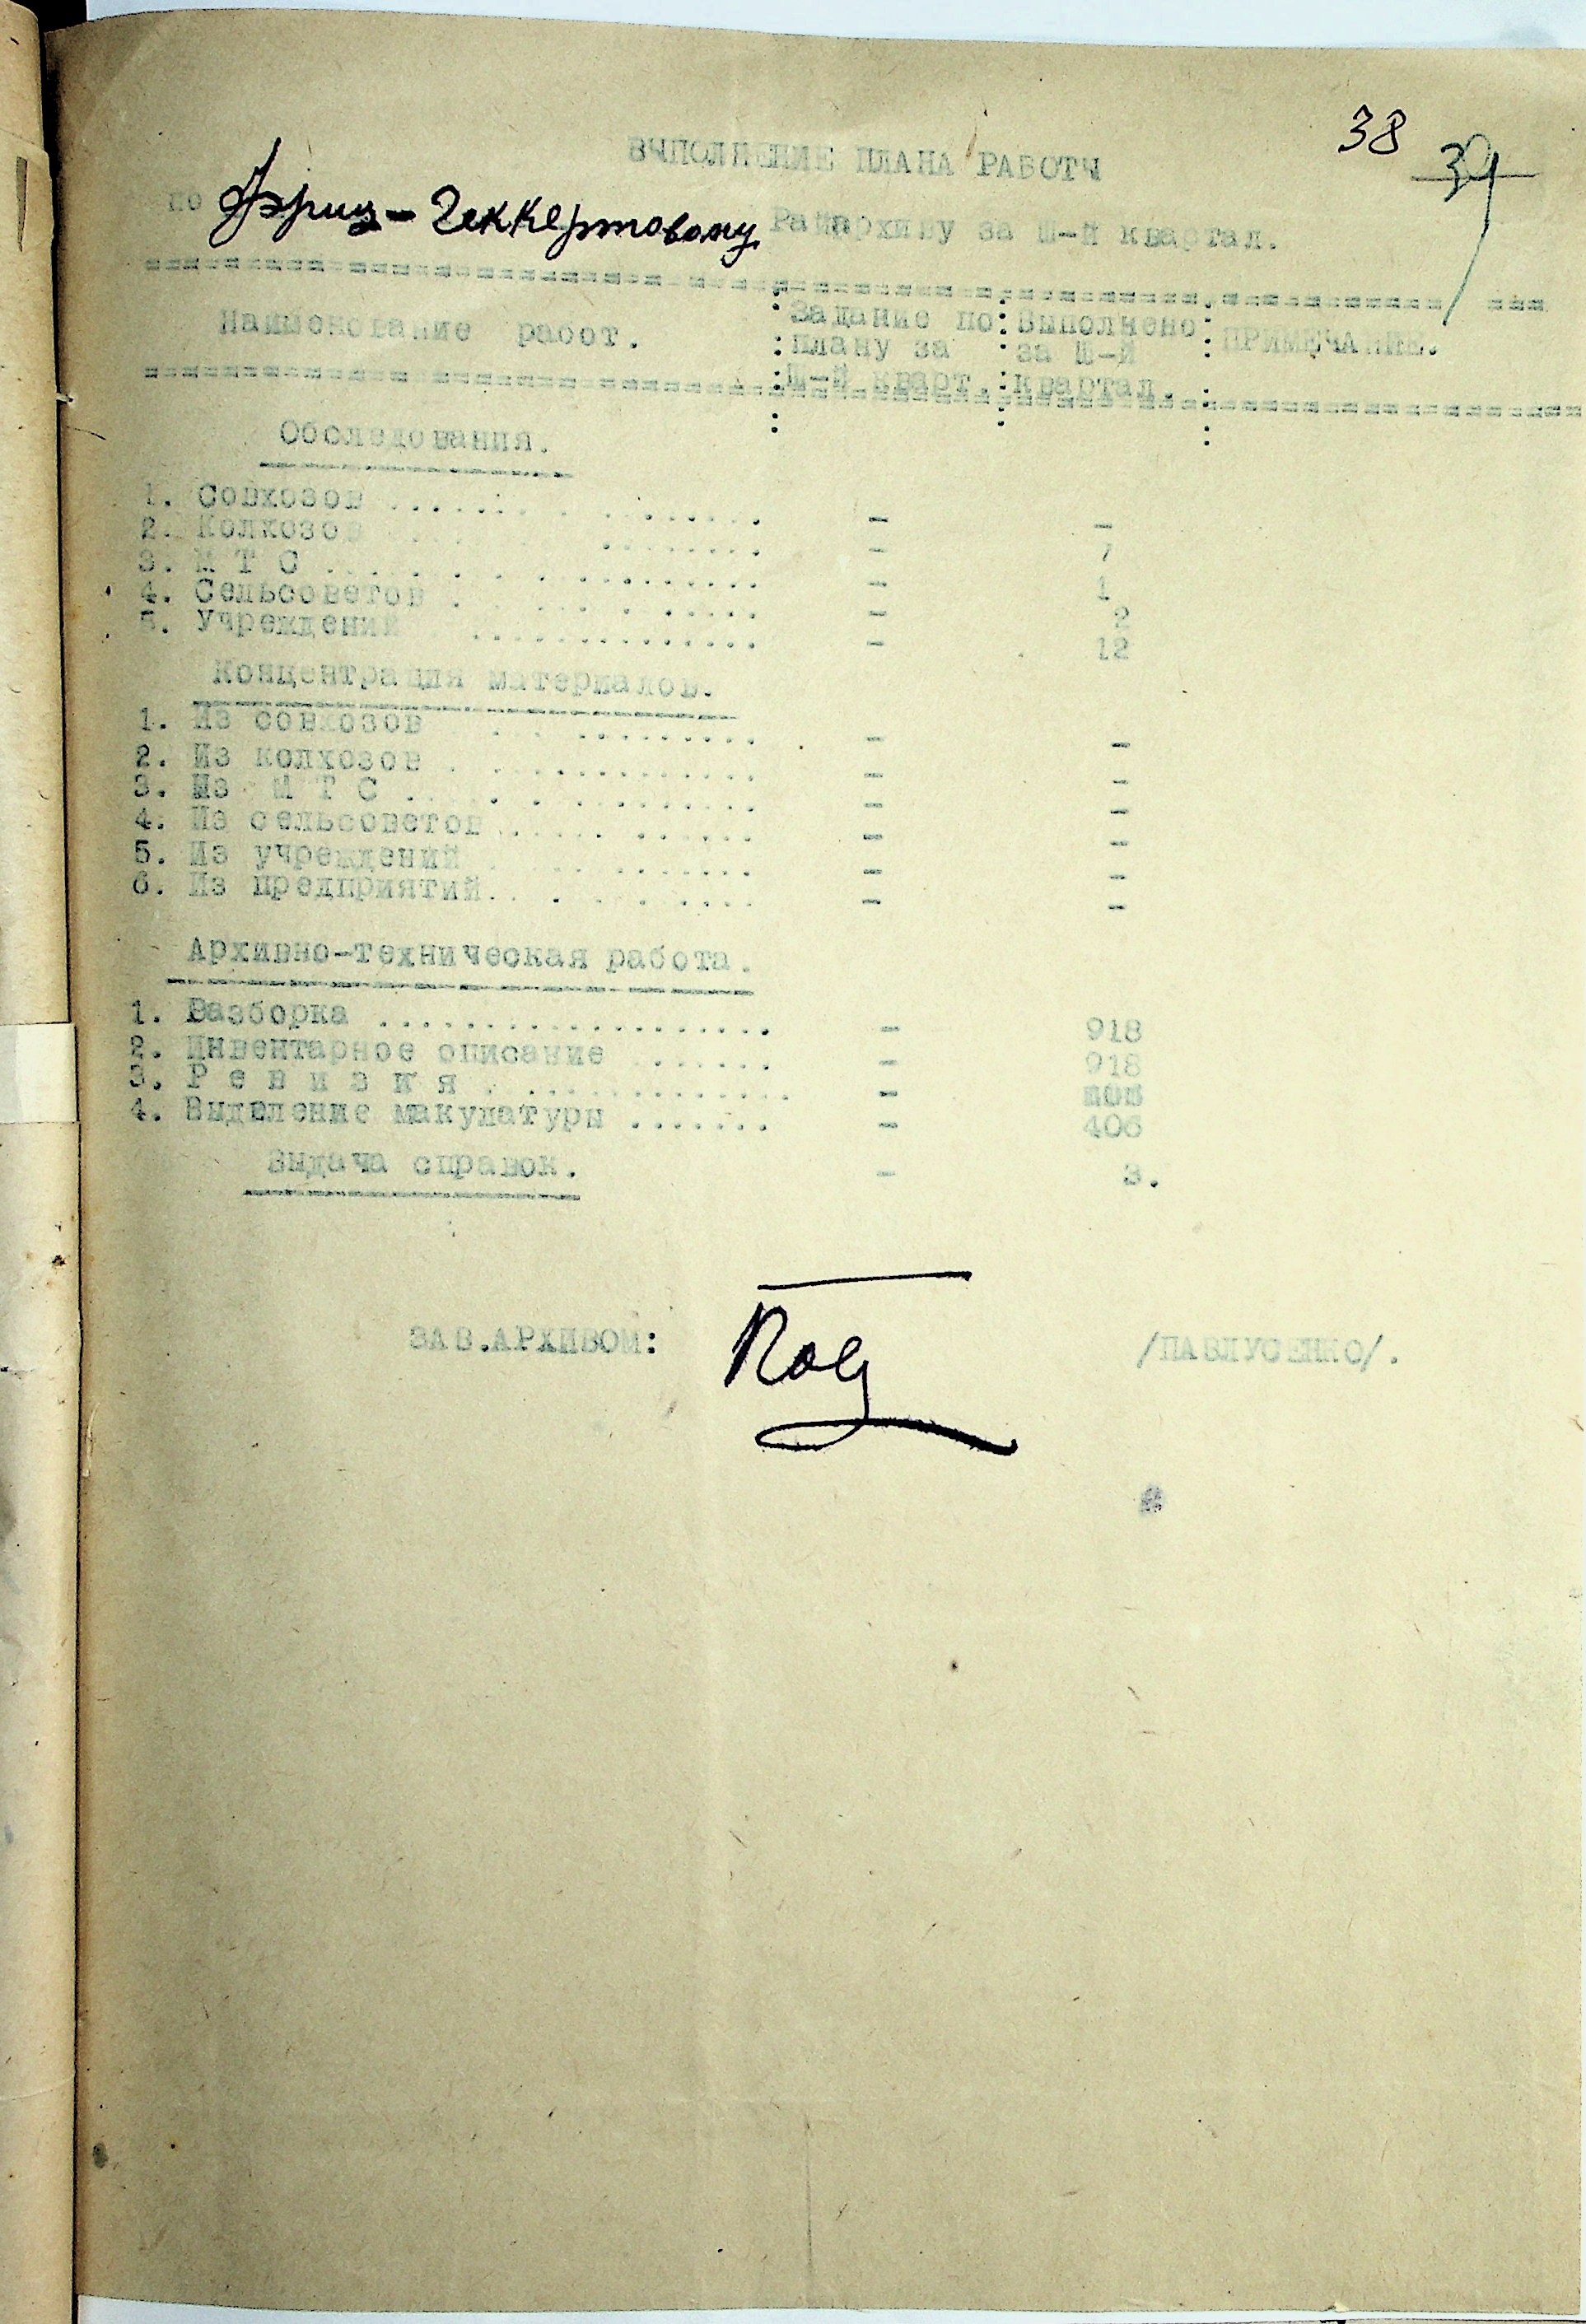 38 39
ВЫПОЛНЕНИЕ ПЛАНА РАБОТЫ
по Фриц-Геккертовому Райархиву за Ш-й квартал.
Наименование работ. : Задание по : Выполнено : ПРИМЕЧАНИЕ.
: плану за : за Ш-й :
: Ш-й кварт. : квартал. :
Обследования.
1. Совхозов .................. - -
2. Колхозов .................. - 7
3. М Т С .................. - 1
4. Сельсоветов .................. - 2
5. Учреждений .................. - 12
Концентрация материалов.
1. Из совхозов .................. - -
2. Из колхозов .................. - -
3. Из М Т С .................. - -
4. Из сельсоветов .................. - -
5. Из учреждений .................. - -
6. Из предприятий .................. - -
Архивно-техническая работа.
1. Разборка .................. - 918
2. Инвентарное описание ....... - 918
3. Р е в и з и я .................. -
4. Выделение макулатуры ....... - 406
Выдача справок. - 3.
ЗАВ.АРХИВОМ: /ПАВЛУСЕНКО/.